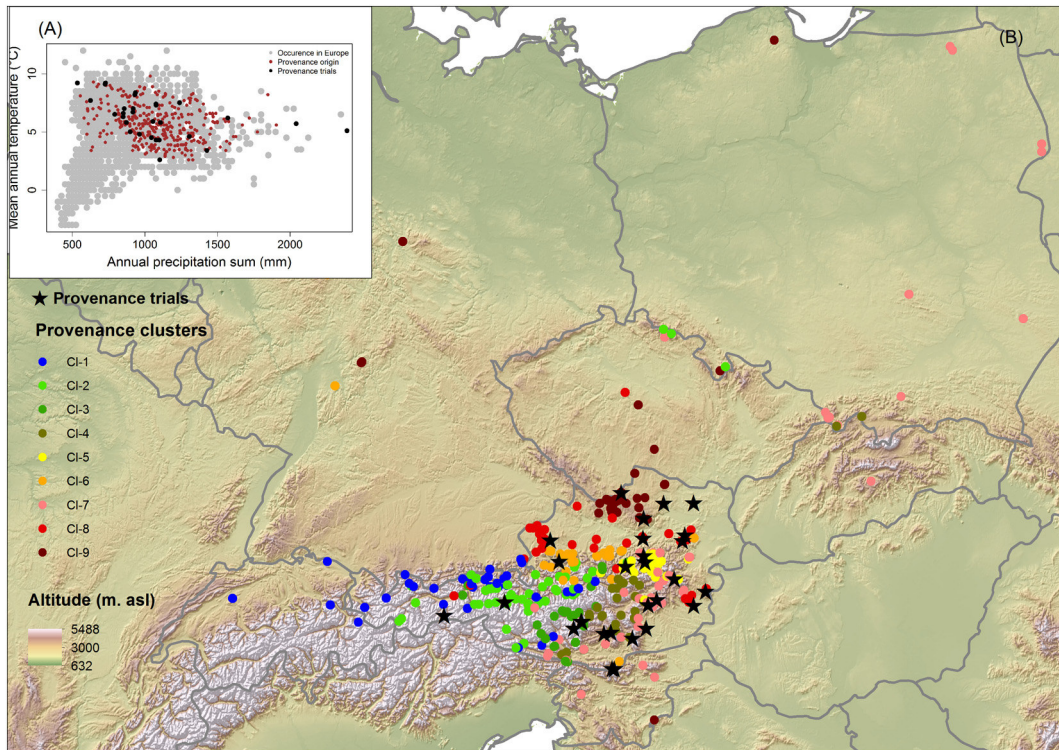 (A)
Occurence in Europe
Provenance origin
Provenance trials
Mean annual temperature (°C)
10
5
0
500
1000
1500
2000
Annual precipitation sum (mm)
(B)
Provenance trials
Provenance clusters
Cl-1
Cl-2
Cl-3
Cl-4
Cl-5
Cl-6
Cl-7
Cl-8
Cl-9
Altitude (m. asl)
5488
3000
632